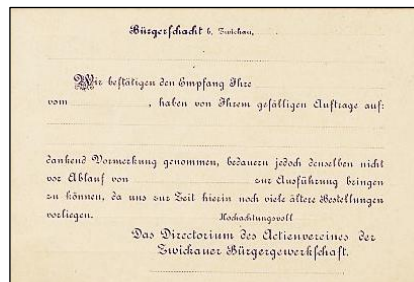 Bürgerschacht b. Zwickau,
Wir bestätigen den Empfang Ihre
vom , haben von Ihrem gefälligen Auftrage auf:
dankend Vormerkung genommen, bedauern jedoch denselben nicht
vor Ablauf von zur Ausführung bringen
zu können, da uns zur Zeit hierin noch viele ältere Bestellungen
vorliegen.
Hochachtungsvoll
Das Directorium des Actienvereines der
Zwickauer Bürgergewerkschaft.